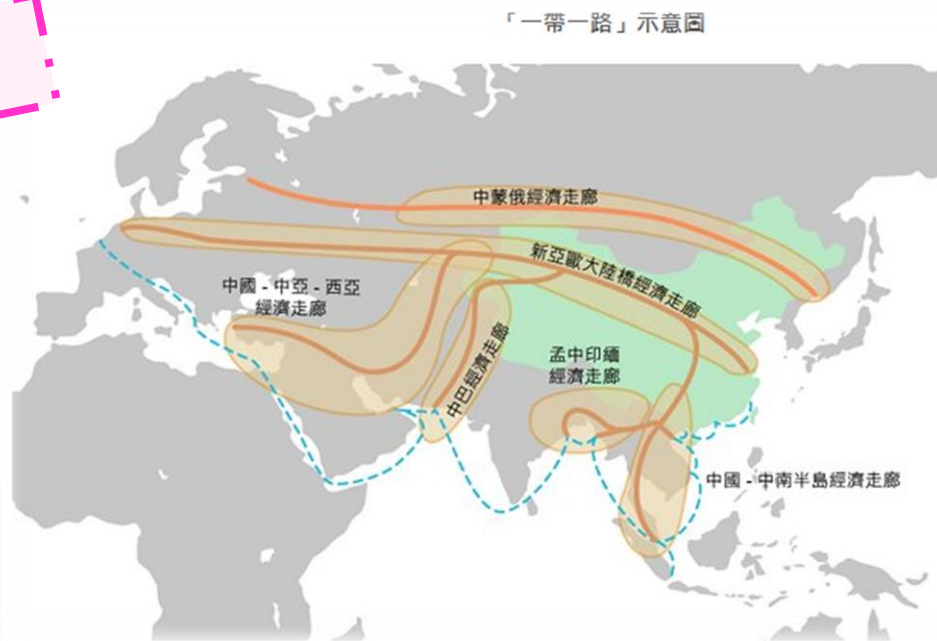 「一帶一路」示意圖
中蒙俄經濟走廊
新亞歐大陸橋經濟走廊
中國 - 中亞 - 西亞
經濟走廊
中巴經濟走廊
孟中印緬
經濟走廊
中國 - 中南半島經濟走廊